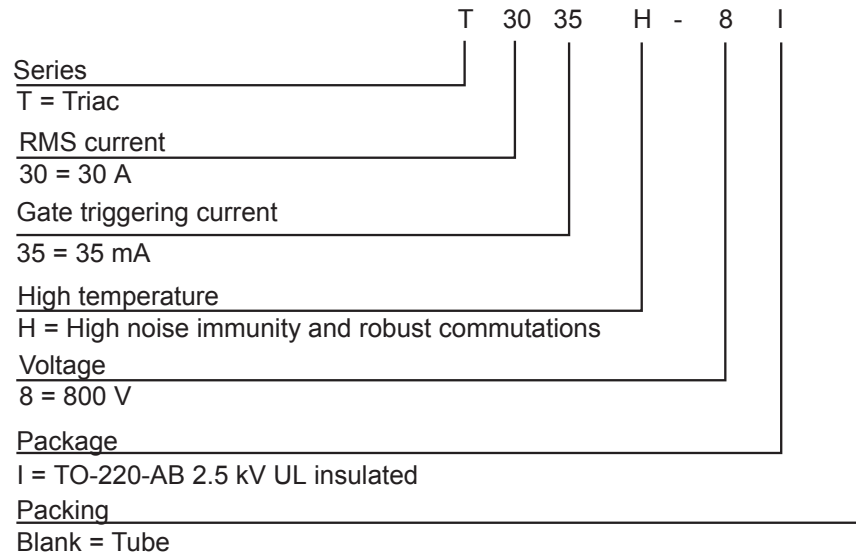 T 30 35 H - 8 I
Series
T = Triac
RMS current
30 = 30 A
Gate triggering current
35 = 35 mA
High temperature
H = High noise immunity and robust commutations
Voltage
8 = 800 V
Package
I = TO-220-AB 2.5 kV UL insulated
Packing
Blank = Tube